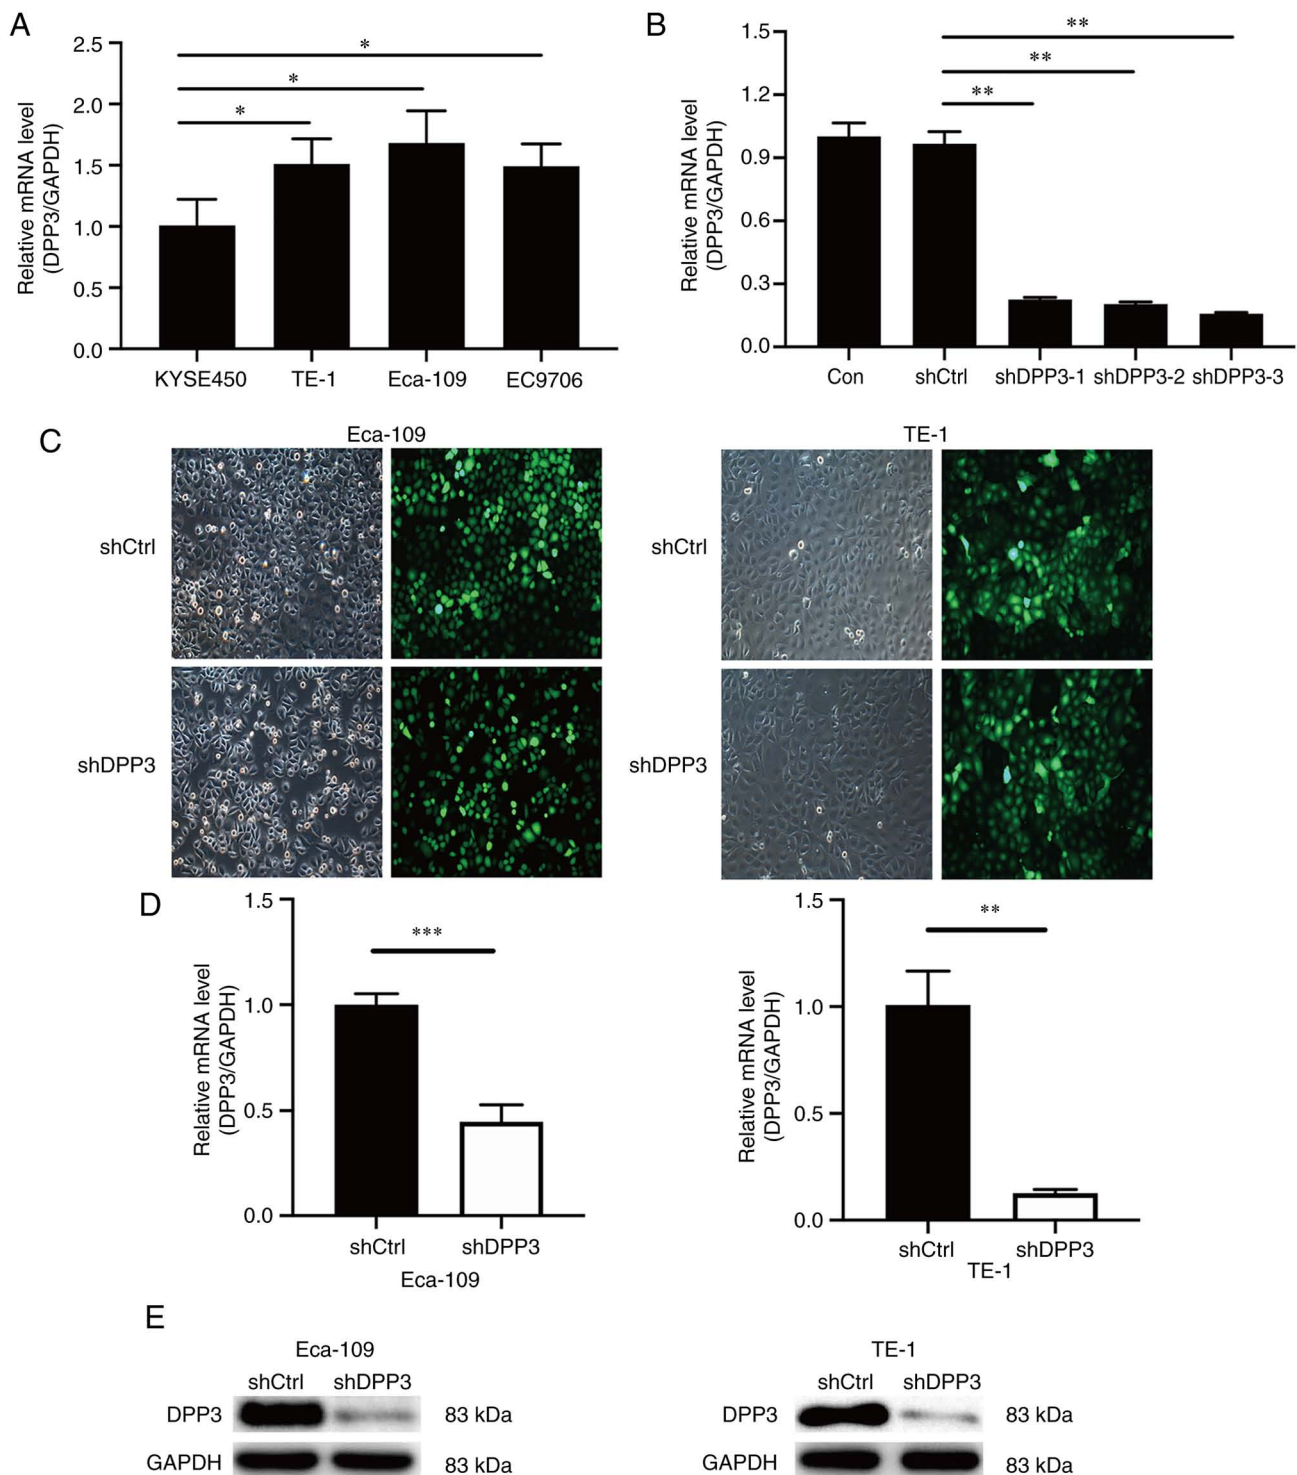 A
Relative mRNA level
(DPP3/GAPDH)
2.5
2.0
1.5
1.0
0.5
0.0
*
*
*
KYSE450 TE-1 Eca-109 EC9706
B
Relative mRNA level
(DPP3/GAPDH)
1.5
1.2
0.9
0.6
0.3
0.0
**
**
**
Con shCtrl shDPP3-1 shDPP3-2 shDPP3-3
C
Eca-109
TE-1
shCtrl
shCtrl
shDPP3
shDPP3
D
Relative mRNA level
(DPP3/GAPDH)
1.5
1.0
0.5
0.0
***
shCtrl shDPP3
Eca-109
Relative mRNA level
(DPP3/GAPDH)
1.5
1.0
0.5
0.0
**
shCtrl shDPP3
TE-1
E
Eca-109
shCtrl shDPP3
DPP3 83 kDa
GAPDH 83 kDa
TE-1
shCtrl shDPP3
DPP3 83 kDa
GAPDH 83 kDa